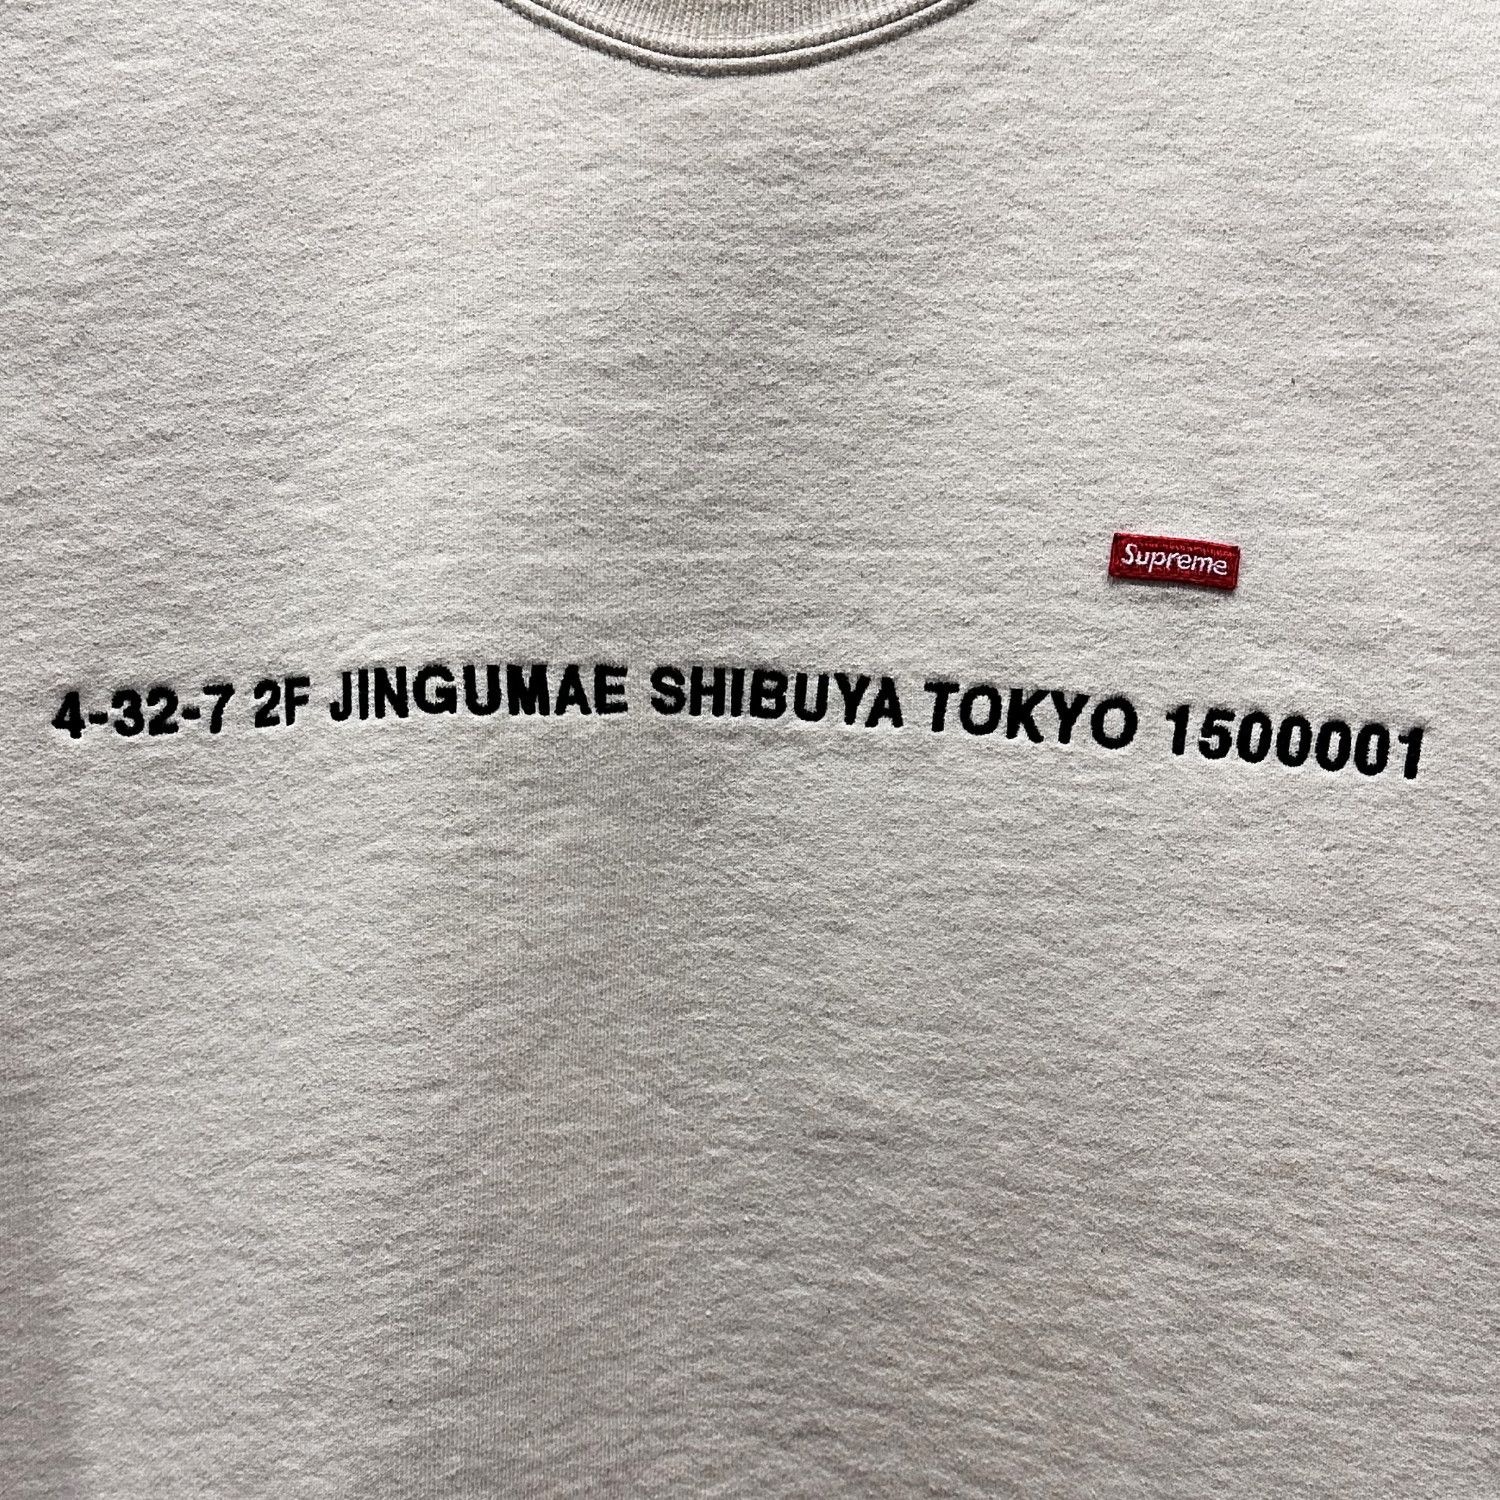 Supreme
4-32-7 2F JINGUMAE SHIBUYA TOKYO 1500001